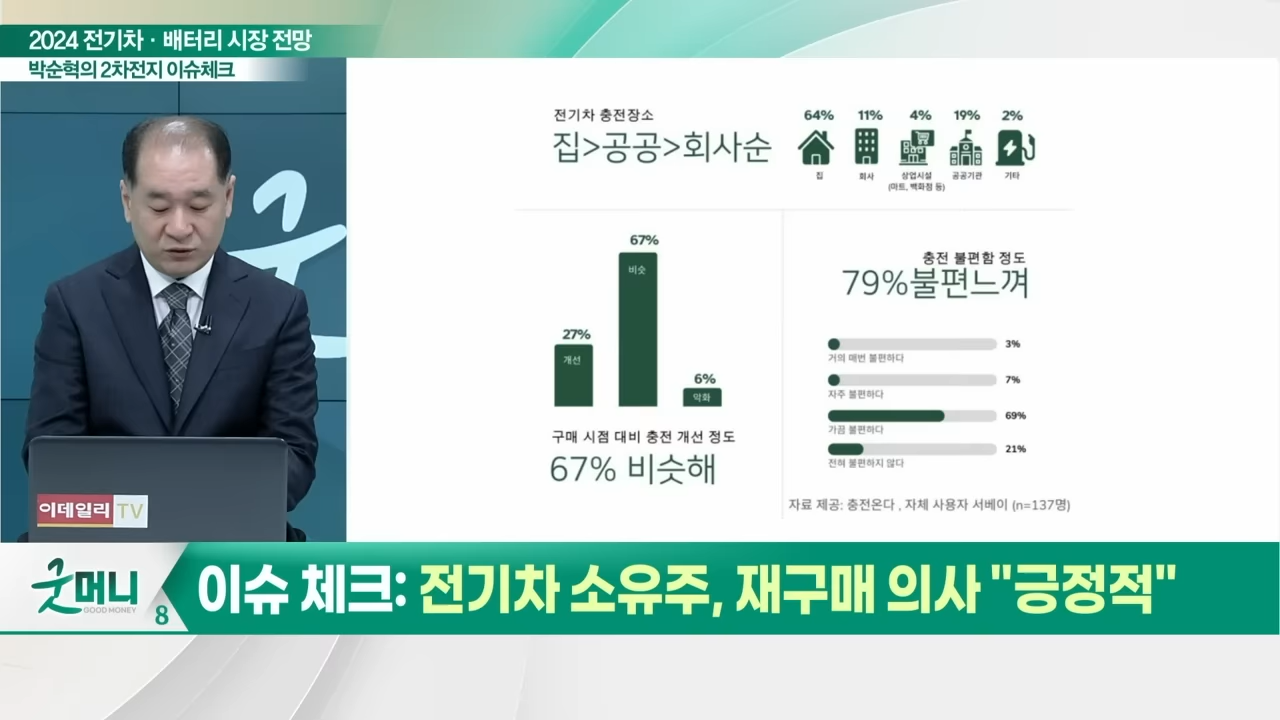 2024 전기차 · 배터리 시장 전망
박순혁의 2차전지 이슈체크
전기차 충전장소
집>공공>회사순
64% 11% 4% 19% 2%
집 회사 상업시설 공공기관 기타
(마트, 백화점 등)
67%
비슷
27%
개선
6%
악화
구매 시점 대비 충전 개선 정도
67% 비슷해
충전 불편함 정도
79%불편느껴
3%
거의 매번 불편하다
7%
자주 불편하다
69%
가끔 불편하다
21%
전혀 불편하지 않다
자료 제공: 충전온다 , 자체 사용자 서베이 (n=137명)
이데일리 TV
굿머니
GOOD MONEY
8
이슈 체크: 전기차 소유주, 재구매 의사 "긍정적"